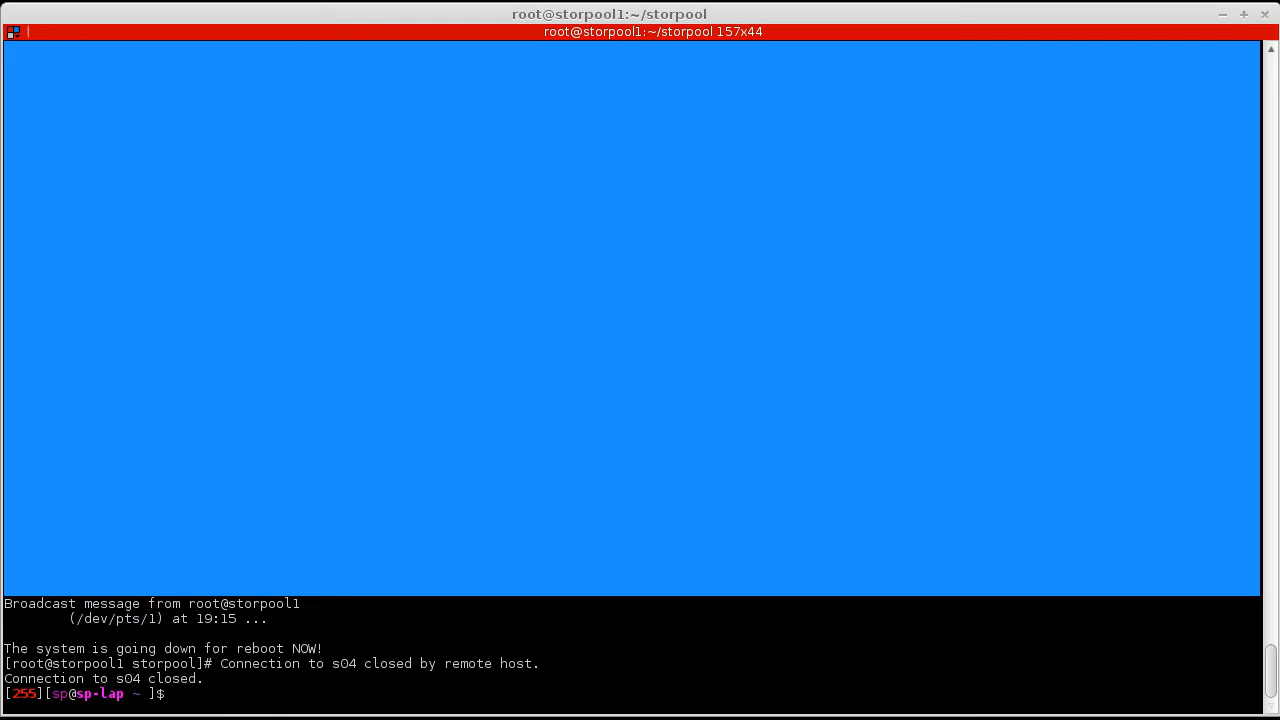 root@storpool1:~/storpool
root@storpool1:~/storpool 157x44
Broadcast message from root@storpool1
(/dev/pts/1) at 19:15 ...
The system is going down for reboot NOW!
[root@storpool1 storpool]# Connection to s04 closed by remote host.
Connection to s04 closed.
[255][sp@sp-lap ~ ]$